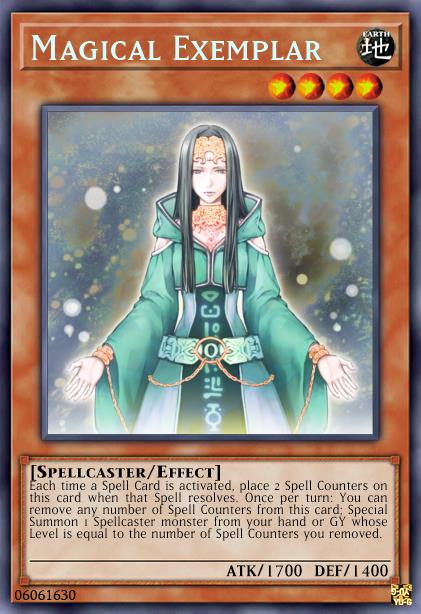 Magical Exemplar
EARTH
地
[Spellcaster/Effect]
Each time a Spell Card is activated, place 2 Spell Counters on
this card when that Spell resolves. Once per turn: You can
remove any number of Spell Counters from this card; Special
Summon 1 Spellcaster monster from your hand or GY whose
Level is equal to the number of Spell Counters you removed.
ATK/1700 DEF/1400
06061630